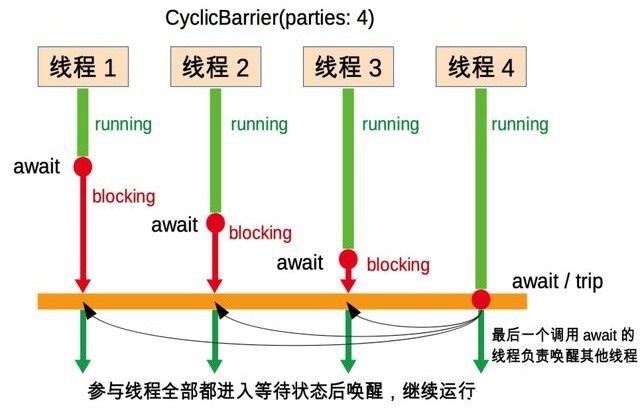 CyclicBarrier(parties: 4)
线程 1
线程 2
线程 3
线程 4
running
running
running
running
await
blocking
await
blocking
await
blocking
await / trip
最后一个调用 await 的
线程负责唤醒其他线程
参与线程全部都进入等待状态后唤醒，继续运行